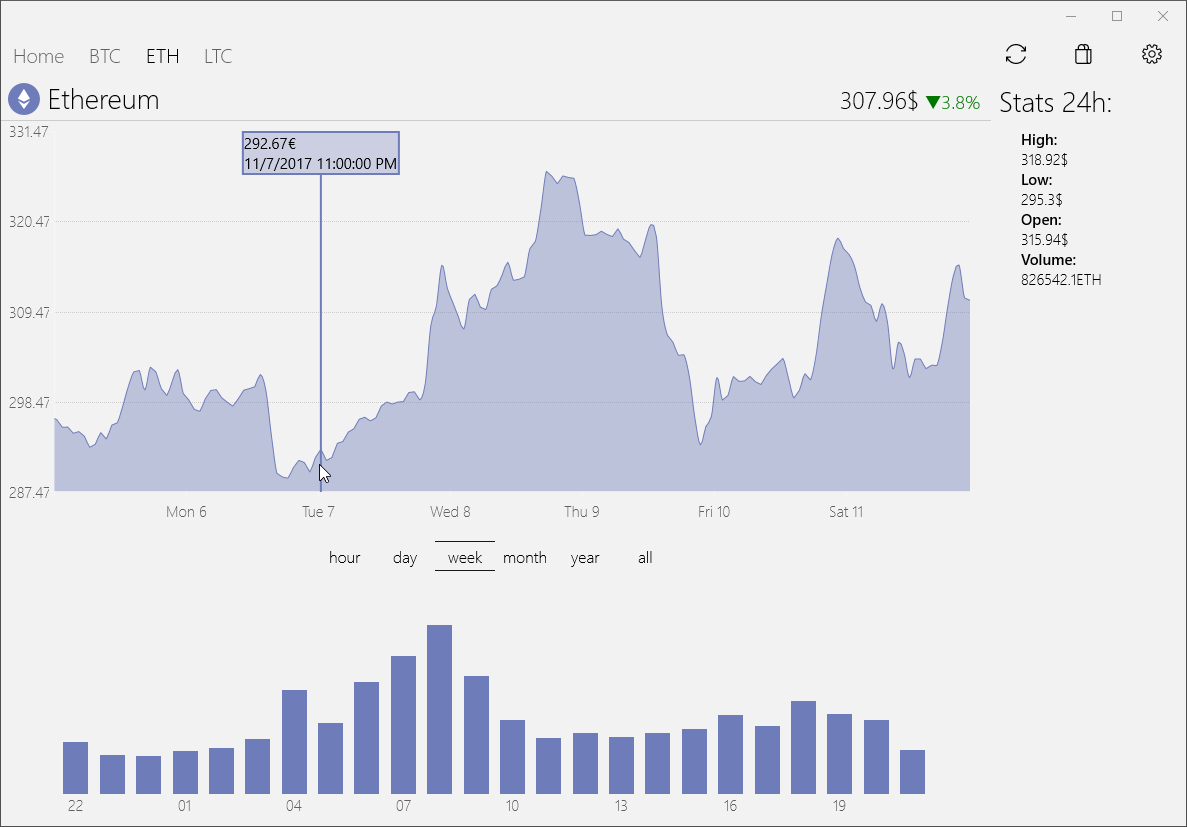 Home BTC ETH LTC
Ethereum
307.96$ ▼3.8%
331.47
320.47
309.47
298.47
287.47
292.67€
11/7/2017 11:00:00 PM
Mon 6 Tue 7 Wed 8 Thu 9 Fri 10 Sat 11
hour day week month year all
22 01 04 07 10 13 16 19
Stats 24h:
High:
318.92$
Low:
295.3$
Open:
315.94$
Volume:
826542.1ETH